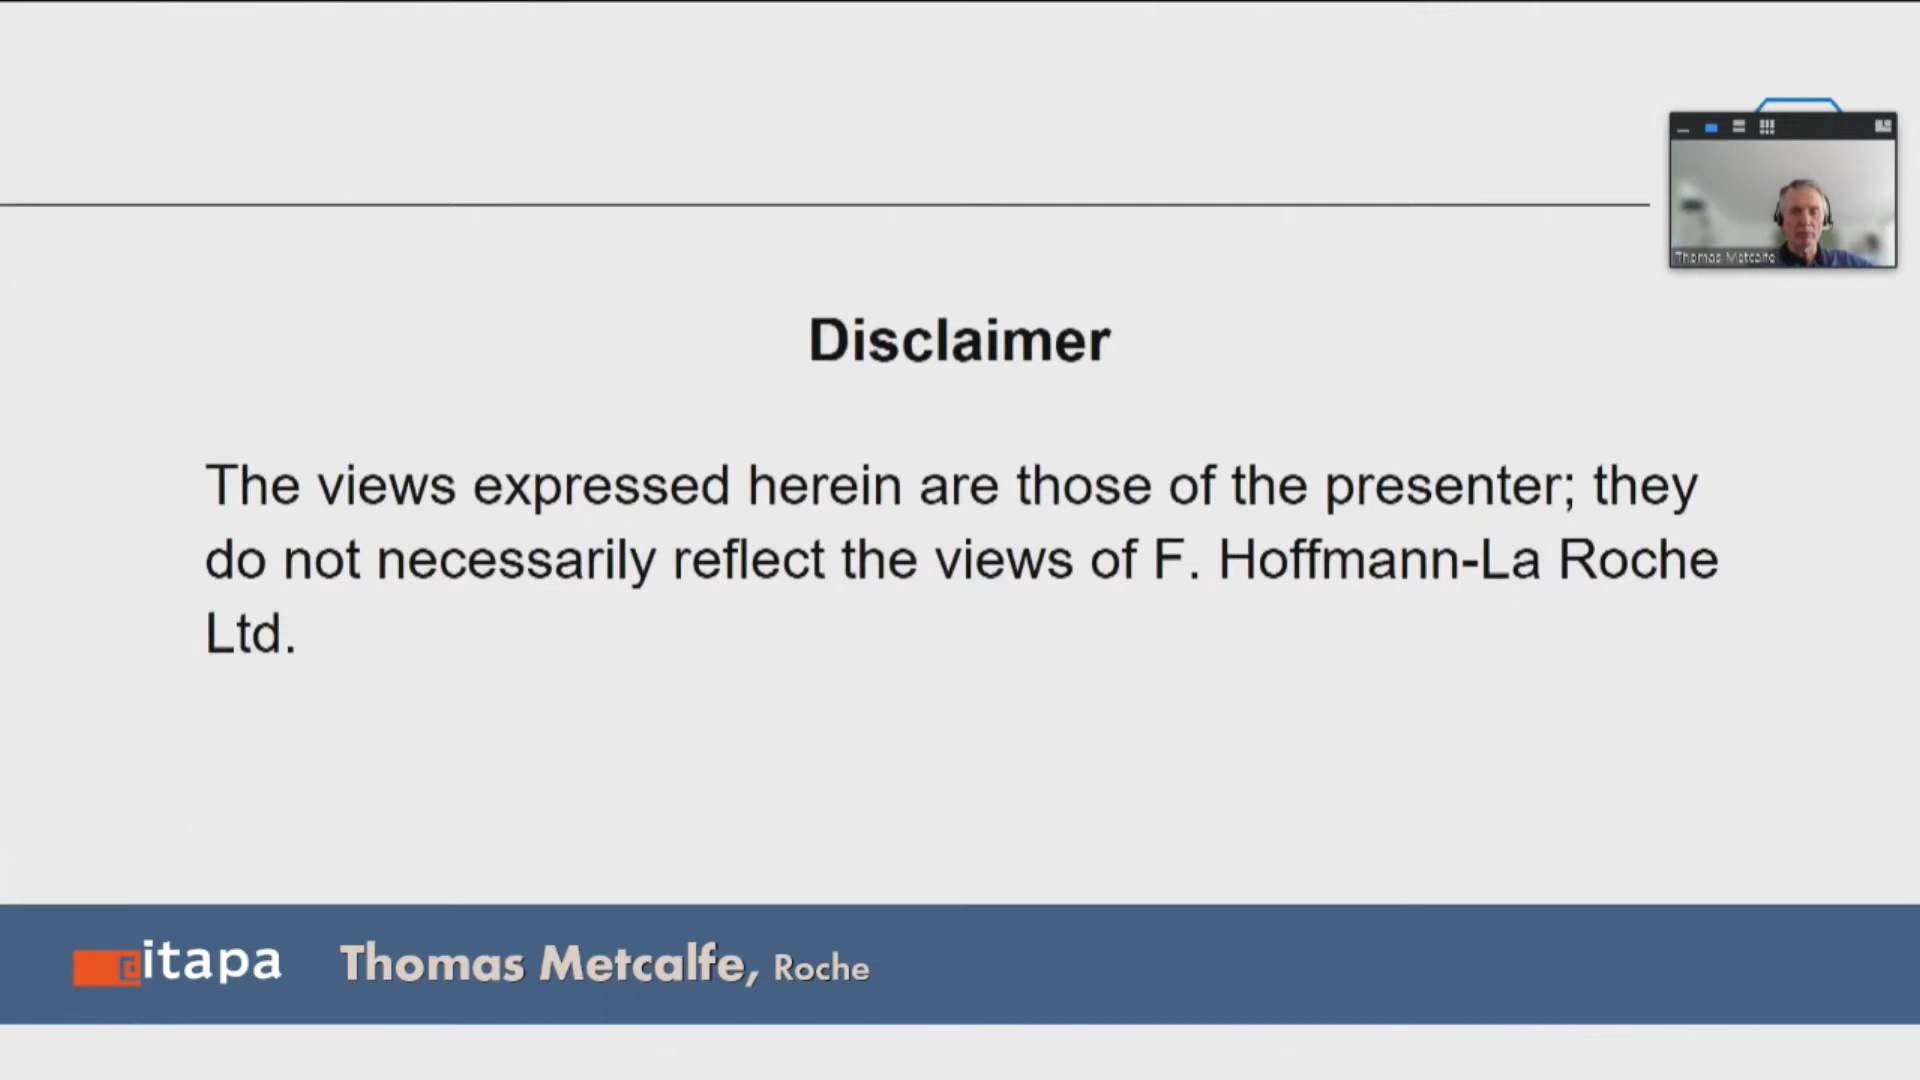 Thomas Metcalfe
Disclaimer
The views expressed herein are those of the presenter; they
do not necessarily reflect the views of F. Hoffmann-La Roche
Ltd.
itapa
Thomas Metcalfe, Roche